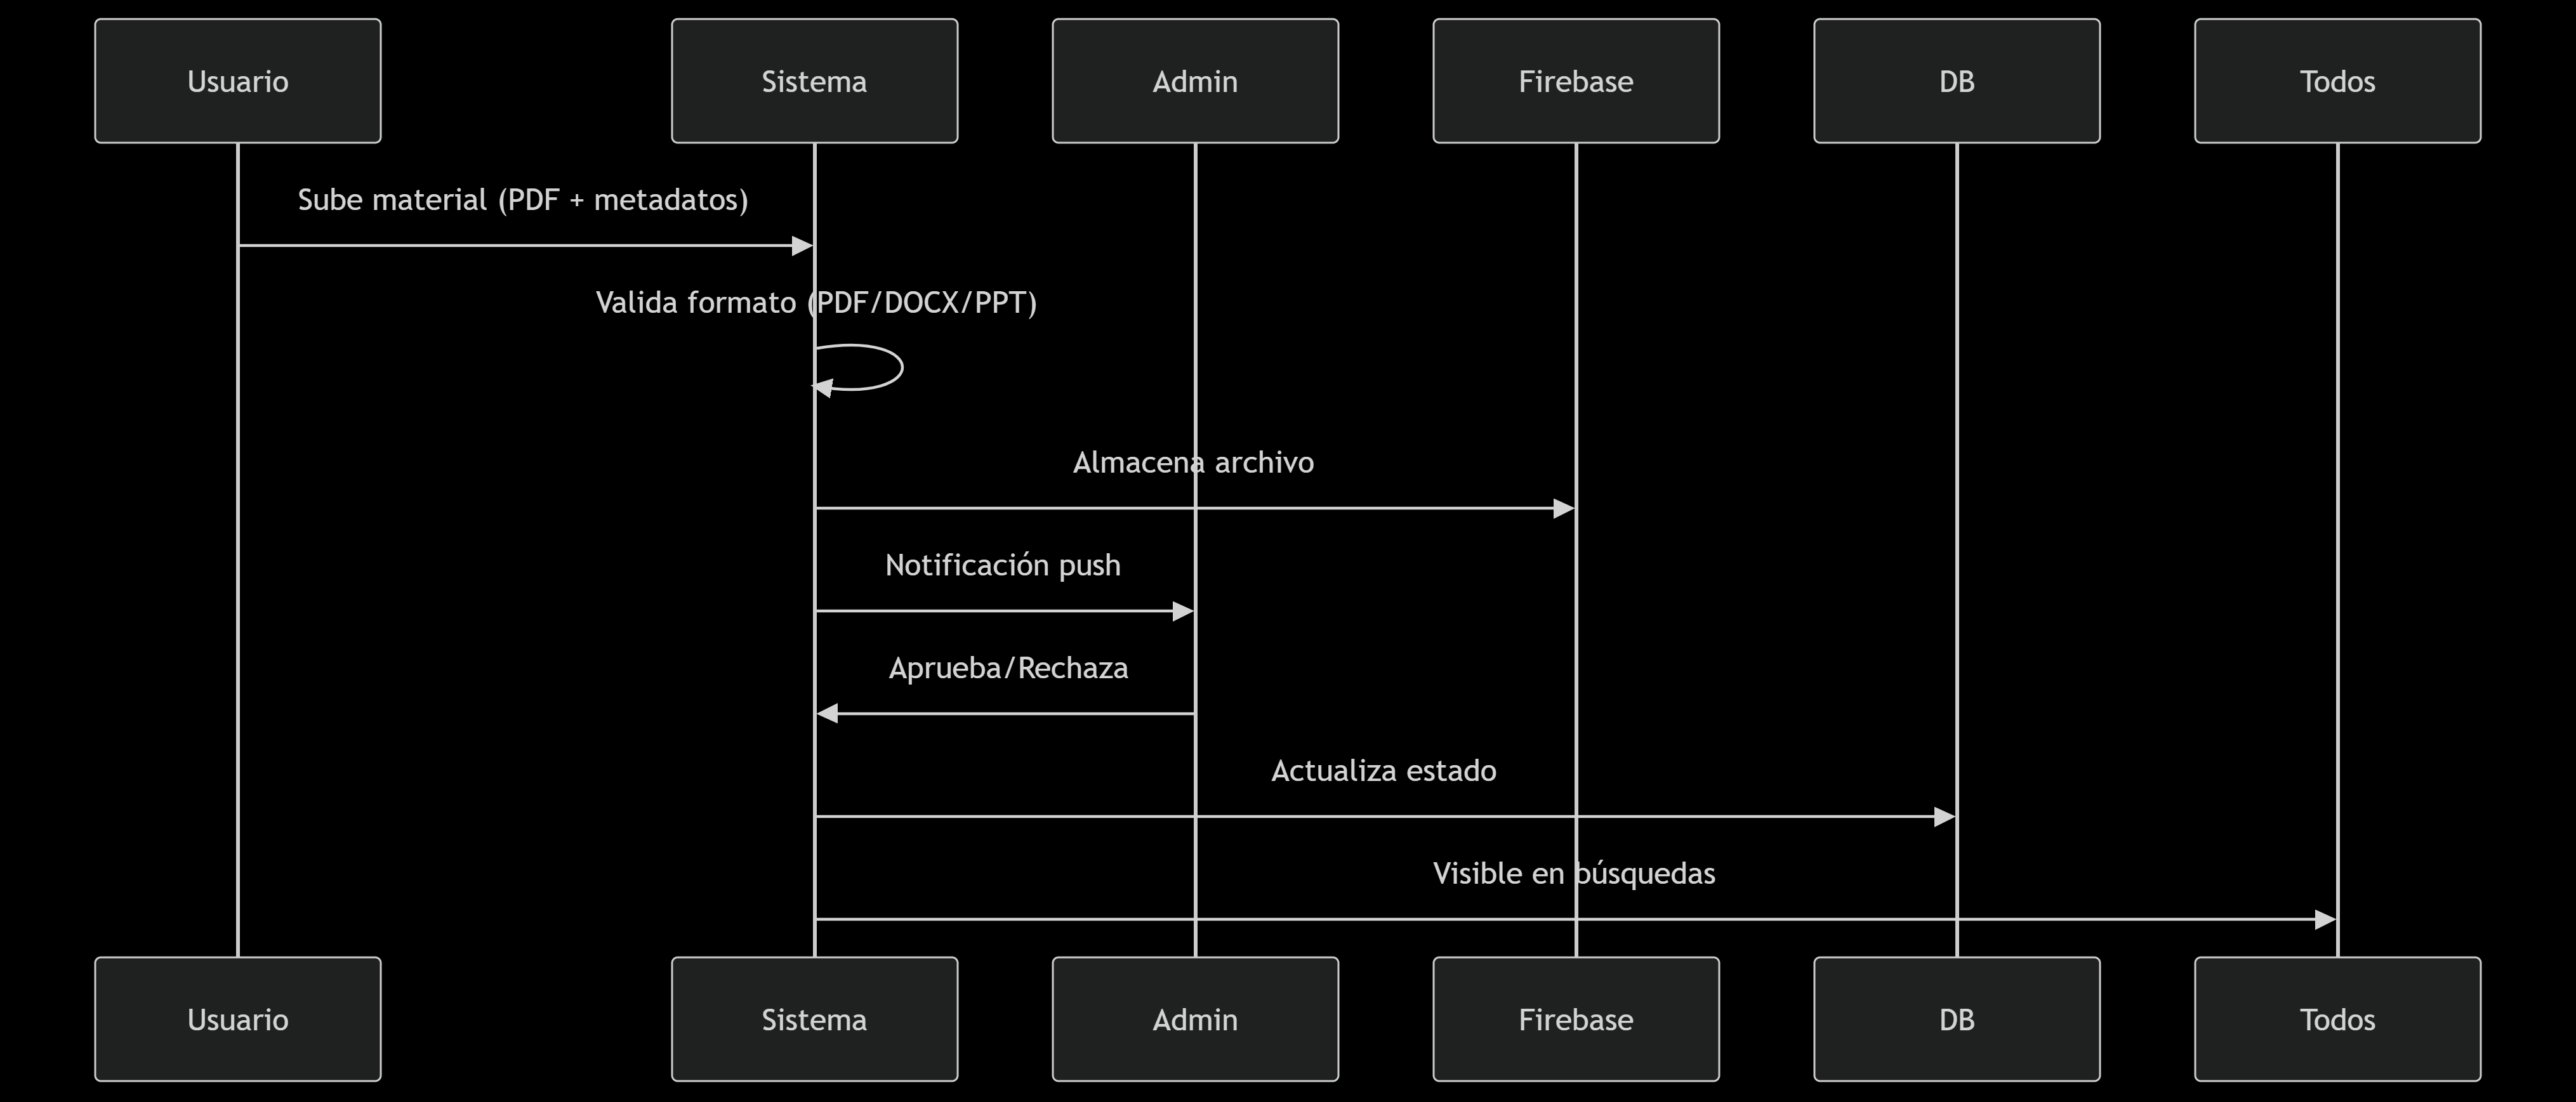 Usuario
Sistema
Admin
Firebase
DB
Todos
Sube material (PDF + metadatos)
Valida formato (PDF/DOCX/PPT)
Almacena archivo
Notificación push
Aprueba/Rechaza
Actualiza estado
Visible en búsquedas
Usuario
Sistema
Admin
Firebase
DB
Todos